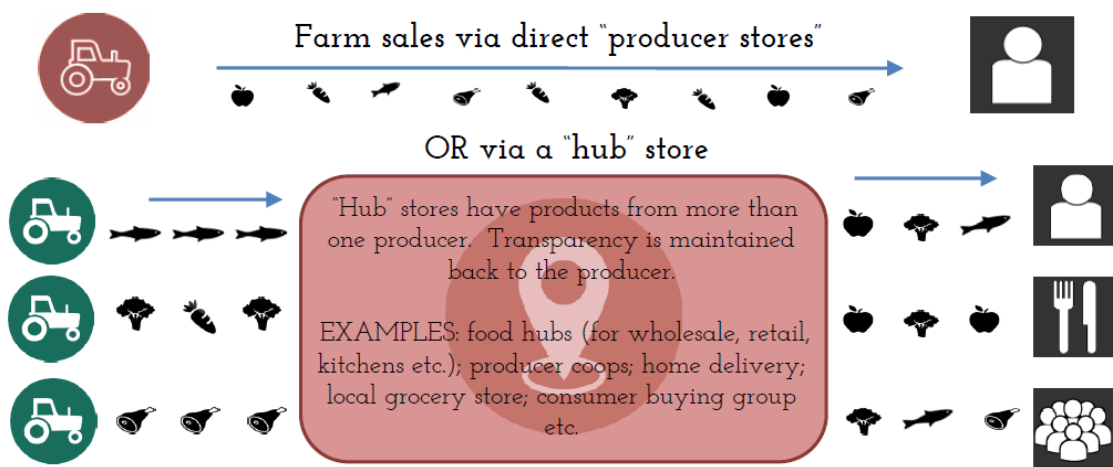 Farm sales via direct “producer stores”
OR via a “hub” store
“Hub” stores have products from more than
one producer. Transparency is maintained
back to the producer.
EXAMPLES: food hubs (for wholesale, retail,
kitchens etc.); producer coops; home delivery;
local grocery store; consumer buying group
etc.